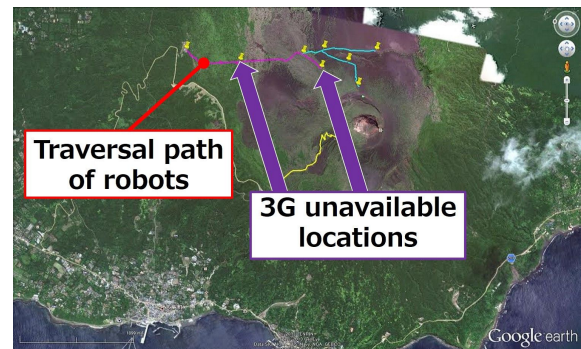 Traversal path
of robots
3G unavailable
locations
Google earth